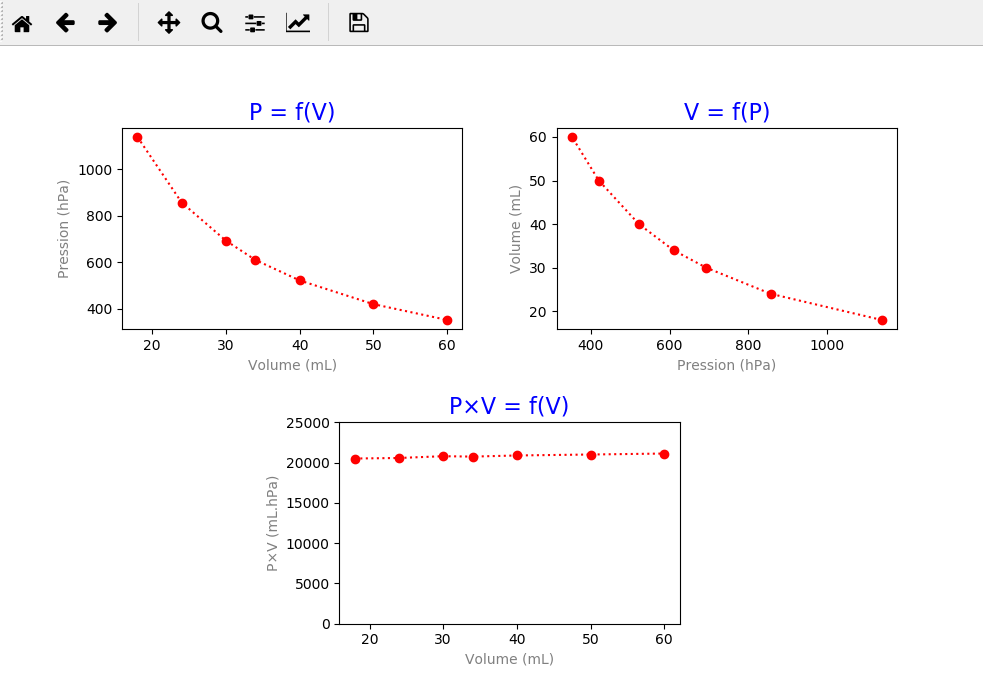 P = f(V)
1000
800
600
400
Pression (hPa)
20 30 40 50 60
Volume (mL)
V = f(P)
60
50
40
30
20
Volume (mL)
400 600 800 1000
Pression (hPa)
P×V = f(V)
25000
20000
15000
10000
5000
0
P×V (mL.hPa)
20 30 40 50 60
Volume (mL)